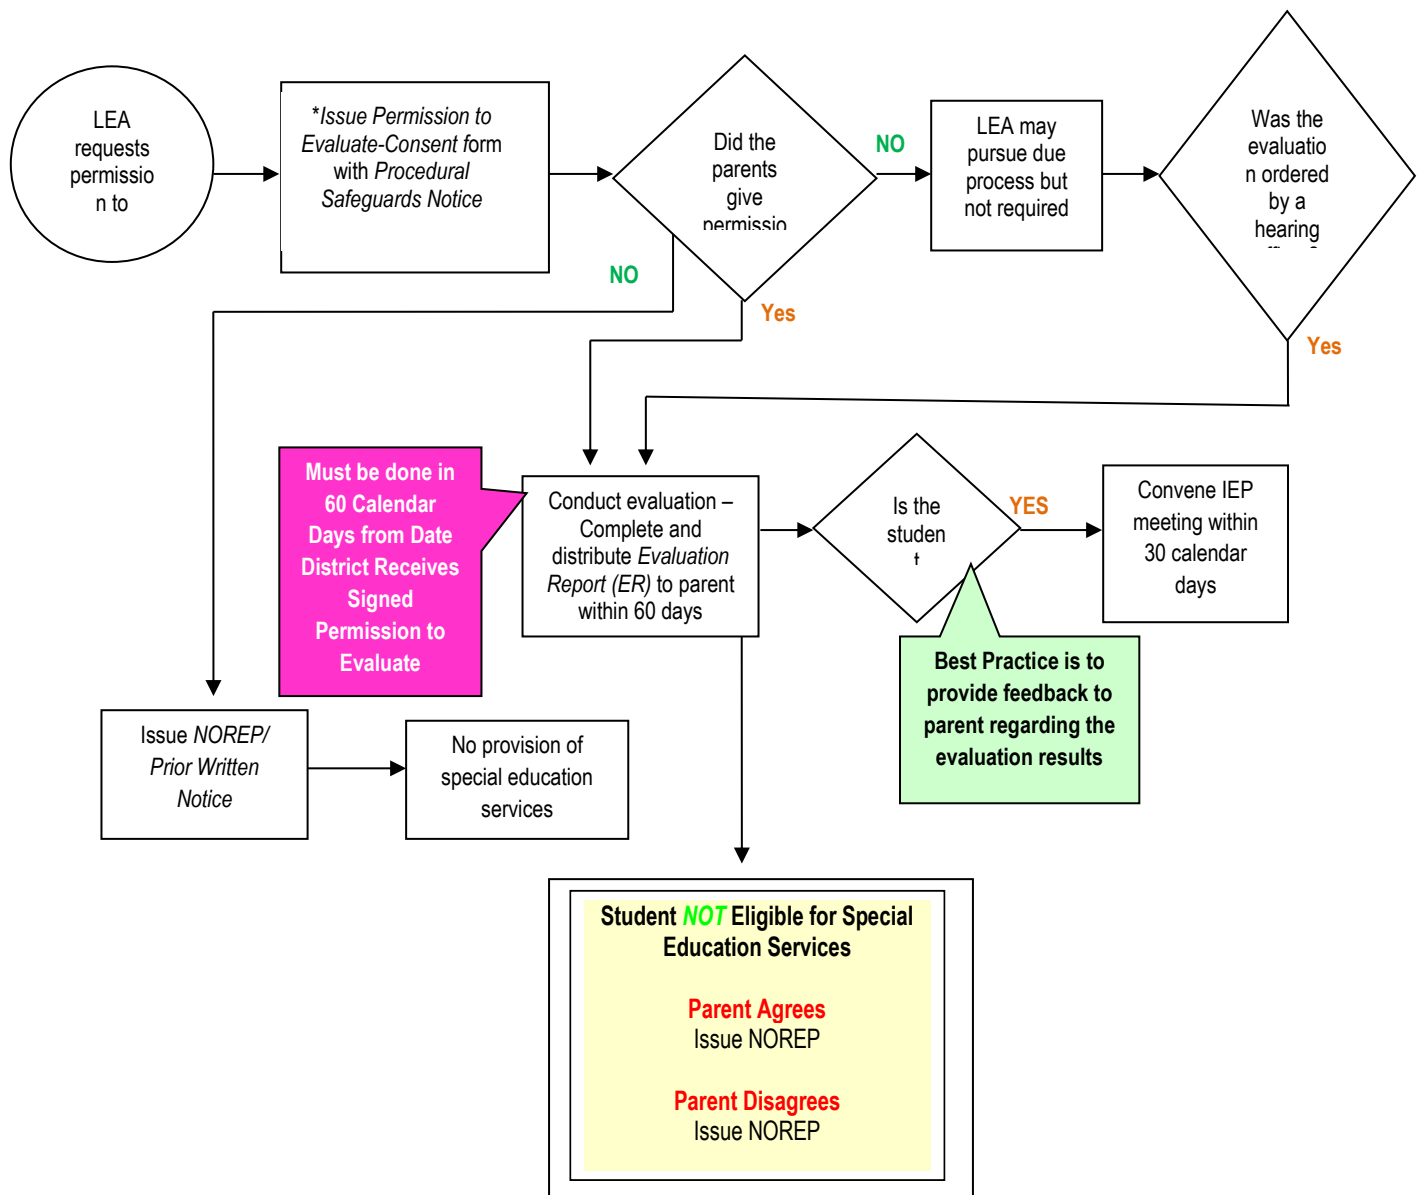 LEA
requests
permissio
n to
*Issue Permission to
Evaluate-Consent form
with Procedural
Safeguards Notice
Did the
parents
give
permissio
NO
LEA may
pursue due
process but
not required
Was the
evaluatio
n ordered
by a
hearing
NO
Yes
Yes
Must be done in
60 Calendar
Days from Date
District Receives
Signed
Permission to
Evaluate
Conduct evaluation –
Complete and
distribute Evaluation
Report (ER) to parent
within 60 days
Is the
studen
t
YES
Convene IEP
meeting within
30 calendar
days
Best Practice is to
provide feedback to
parent regarding the
evaluation results
Issue NOREP/
Prior Written
Notice
No provision of
special education
services
Student NOT Eligible for Special
Education Services
Parent Agrees
Issue NOREP
Parent Disagrees
Issue NOREP